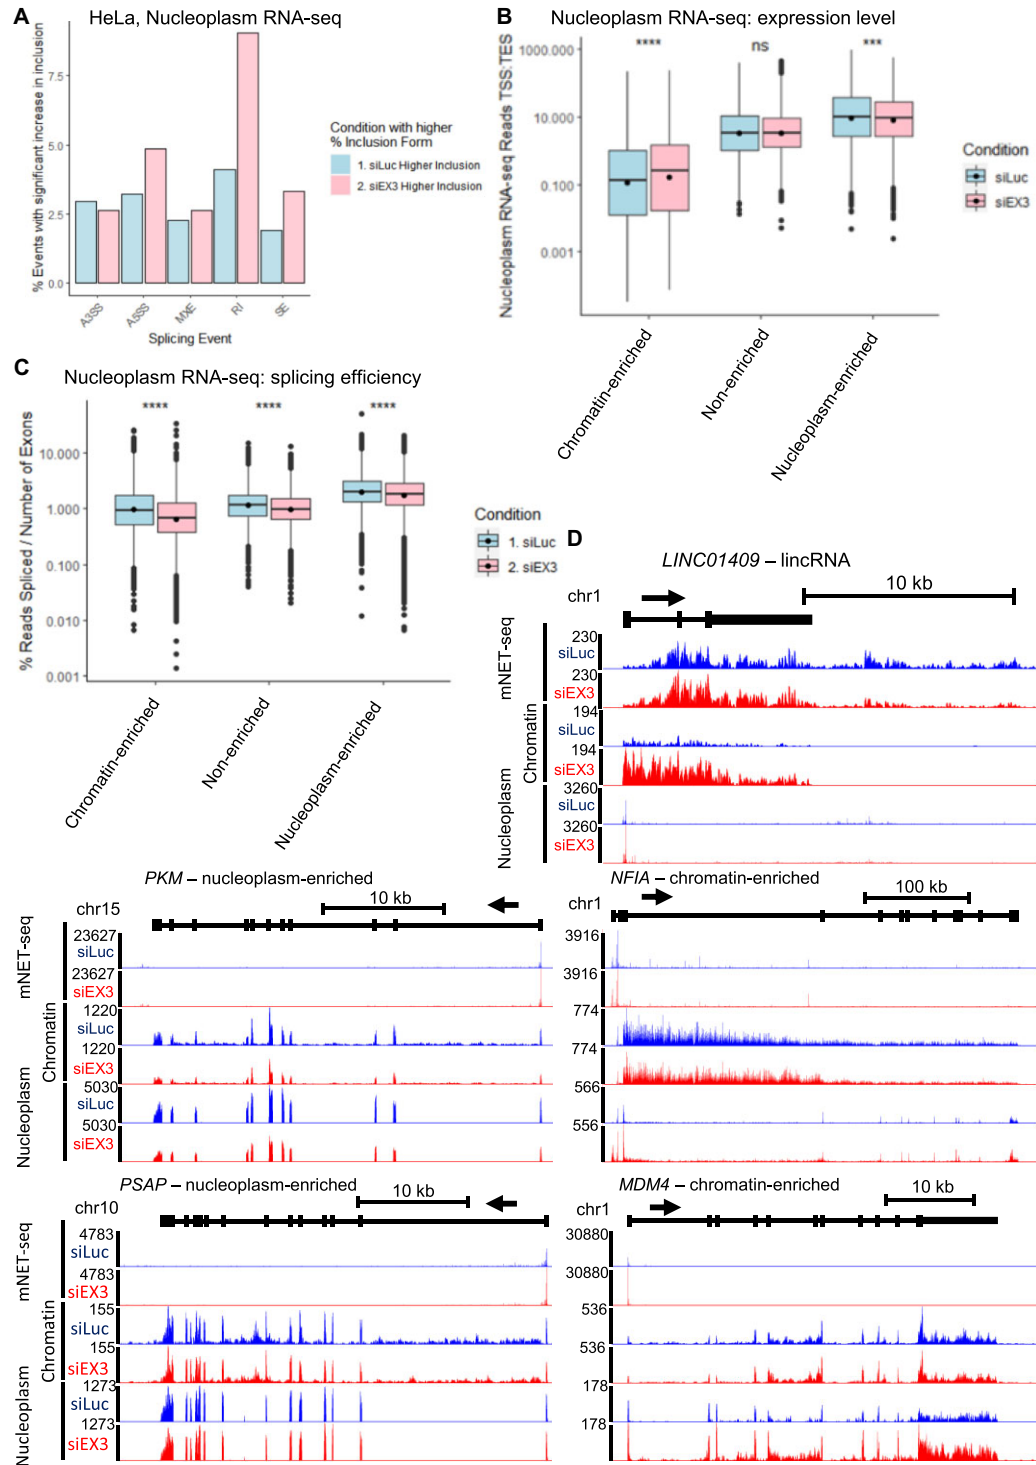 A
HeLa, Nucleoplasm RNA-seq
% Events with significant increase in inclusion
7.5
5.0
2.5
0.0
A3SS
A5SS
MXE
RI
SE
Splicing Event
Condition with higher
% Inclusion Form
1. siLuc Higher Inclusion
2. siEX3 Higher Inclusion
B
Nucleoplasm RNA-seq: expression level
Nucleoplasm RNA-seq Reads TSS:TES
1000.000
10.000
0.100
0.001
****
ns
***
Chromatin-enriched
Non-enriched
Nucleoplasm-enriched
Condition
siLuc
siEX3
C
Nucleoplasm RNA-seq: splicing efficiency
% Reads Spliced / Number of Exons
10.000
1.000
0.100
0.010
0.001
****
****
****
Chromatin-enriched
Non-enriched
Nucleoplasm-enriched
Condition
1. siLuc
2. siEX3
D
LINC01409 – lincRNA
chr1
10 kb
mNET-seq
230
siLuc
230
siEX3
Chromatin
194
siLuc
194
siEX3
Nucleoplasm
3260
siLuc
3260
siEX3
PKM – nucleoplasm-enriched
chr15
10 kb
mNET-seq
23627
siLuc
23627
siEX3
Chromatin
1220
siLuc
1220
siEX3
Nucleoplasm
5030
siLuc
5030
siEX3
NFIA – chromatin-enriched
chr1
100 kb
3916
3916
774
774
566
556
PSAP – nucleoplasm-enriched
chr10
10 kb
mNET-seq
4783
siLuc
4783
siEX3
Chromatin
155
siLuc
155
siEX3
Nucleoplasm
1273
siLuc
1273
siEX3
MDM4 – chromatin-enriched
chr1
10 kb
30880
30880
536
536
178
178